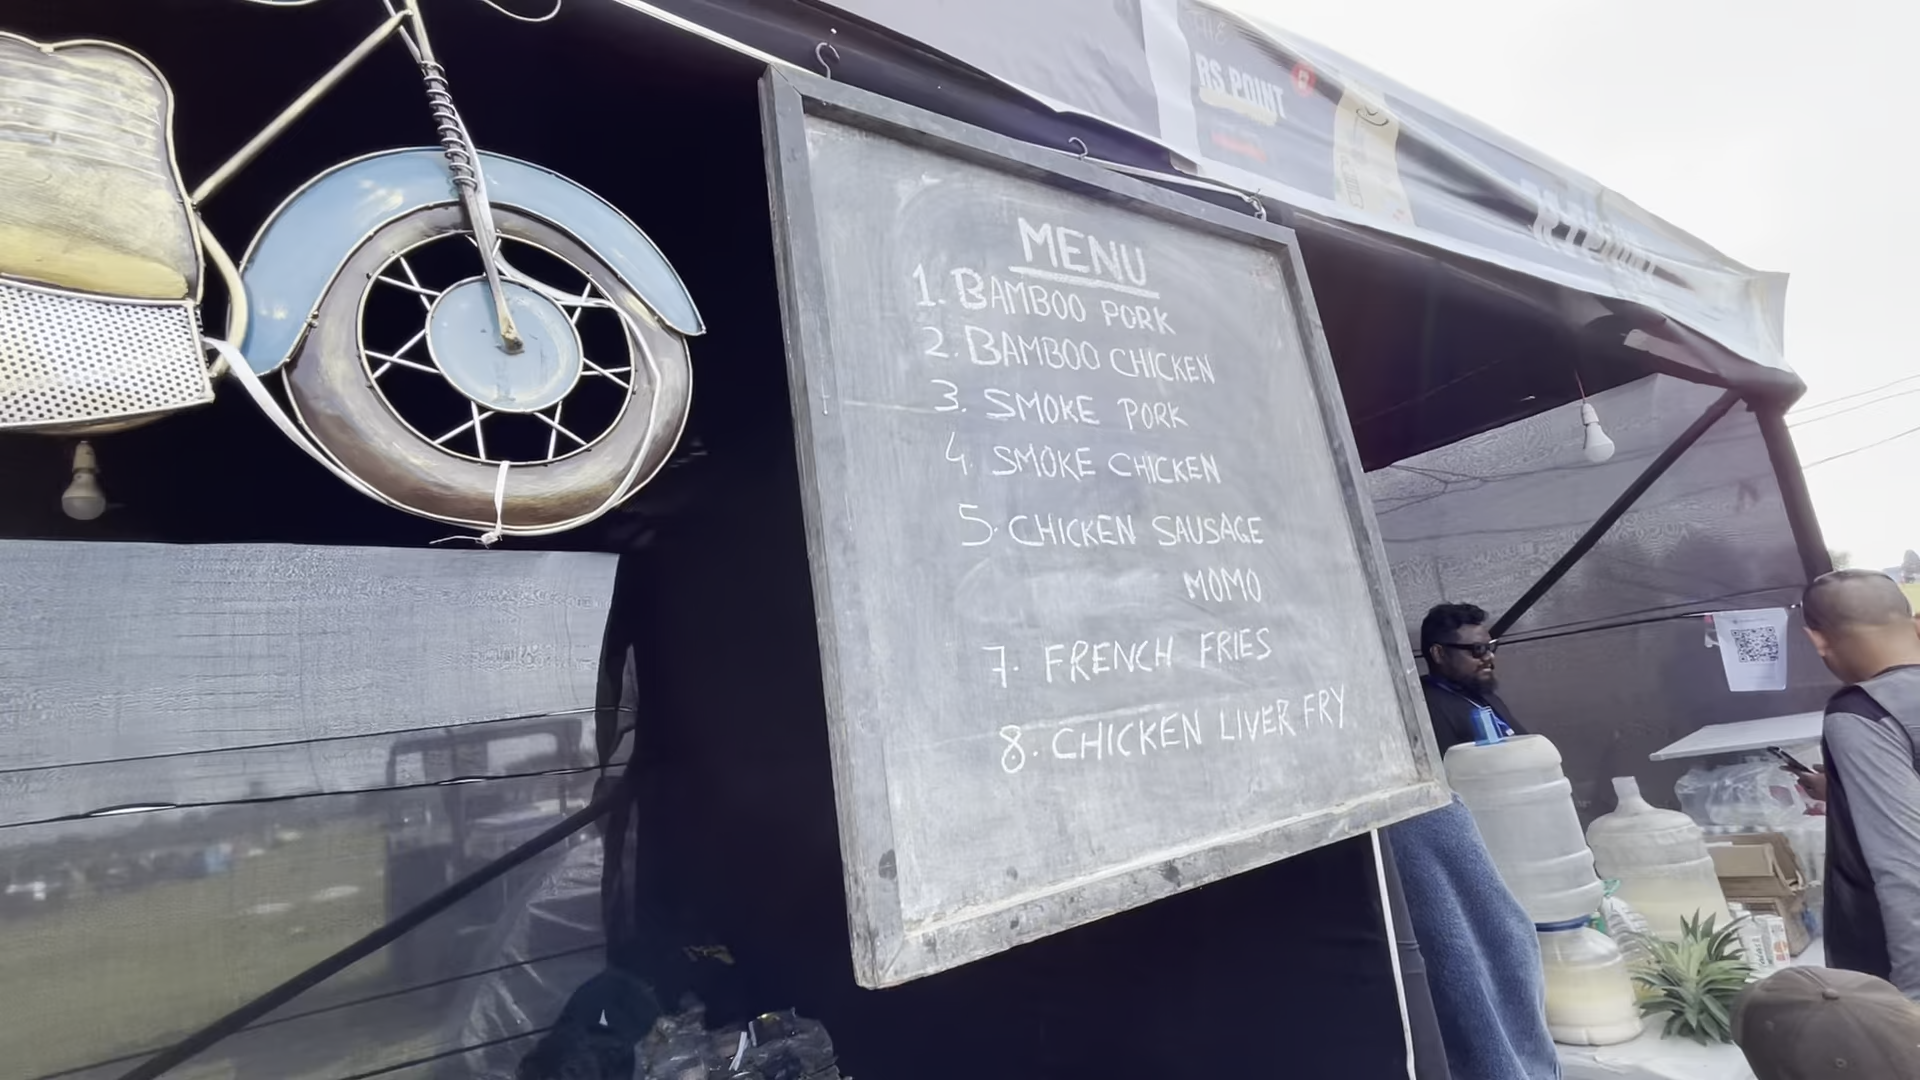 RS POINT
MENU
1. BAMBOO PORK
2. BAMBOO CHICKEN
3. SMOKE PORK
4. SMOKE CHICKEN
5. CHICKEN SAUSAGE
MOMO
7. FRENCH FRIES
8. CHICKEN LIVER FRY